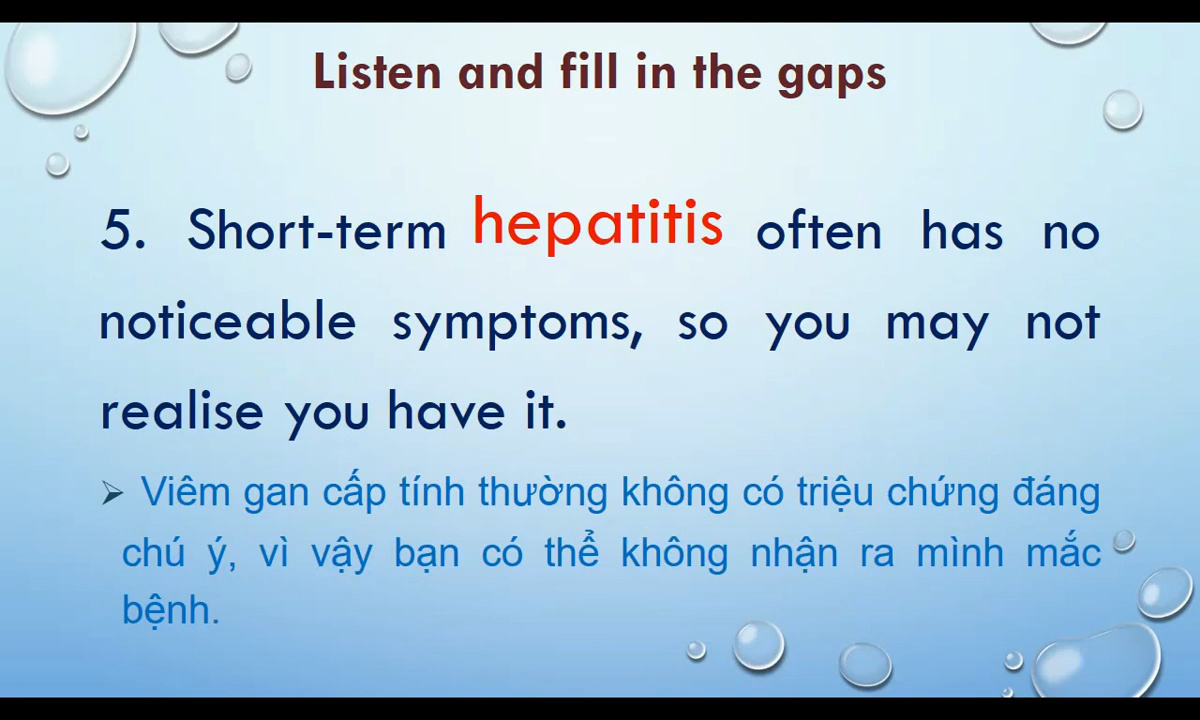 Listen and fill in the gaps
5. Short-term hepatitis often has no
noticeable symptoms, so you may not
realise you have it.
➢ Viêm gan cấp tính thường không có triệu chứng đáng
chú ý, vì vậy bạn có thể không nhận ra mình mắc
bệnh.